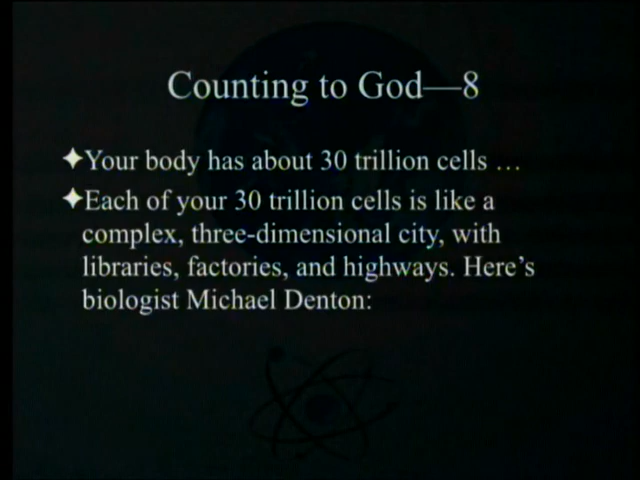 Counting to God—8
✦Your body has about 30 trillion cells …
✦Each of your 30 trillion cells is like a
complex, three-dimensional city, with
libraries, factories, and highways. Here’s
biologist Michael Denton: